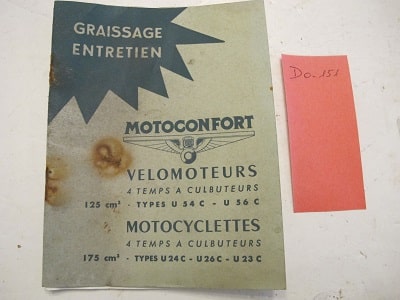 GRAISSAGE
ENTRETIEN
MOTOCONFORT
VELOMOTEURS
4 TEMPS A CULBUTEURS
125 cm³ - TYPES U 54 C - U 56 C
MOTOCYCLETTES
4 TEMPS A CULBUTEURS
175 cm³ - TYPES U 24 C - U 26 C - U 23 C
Do-151